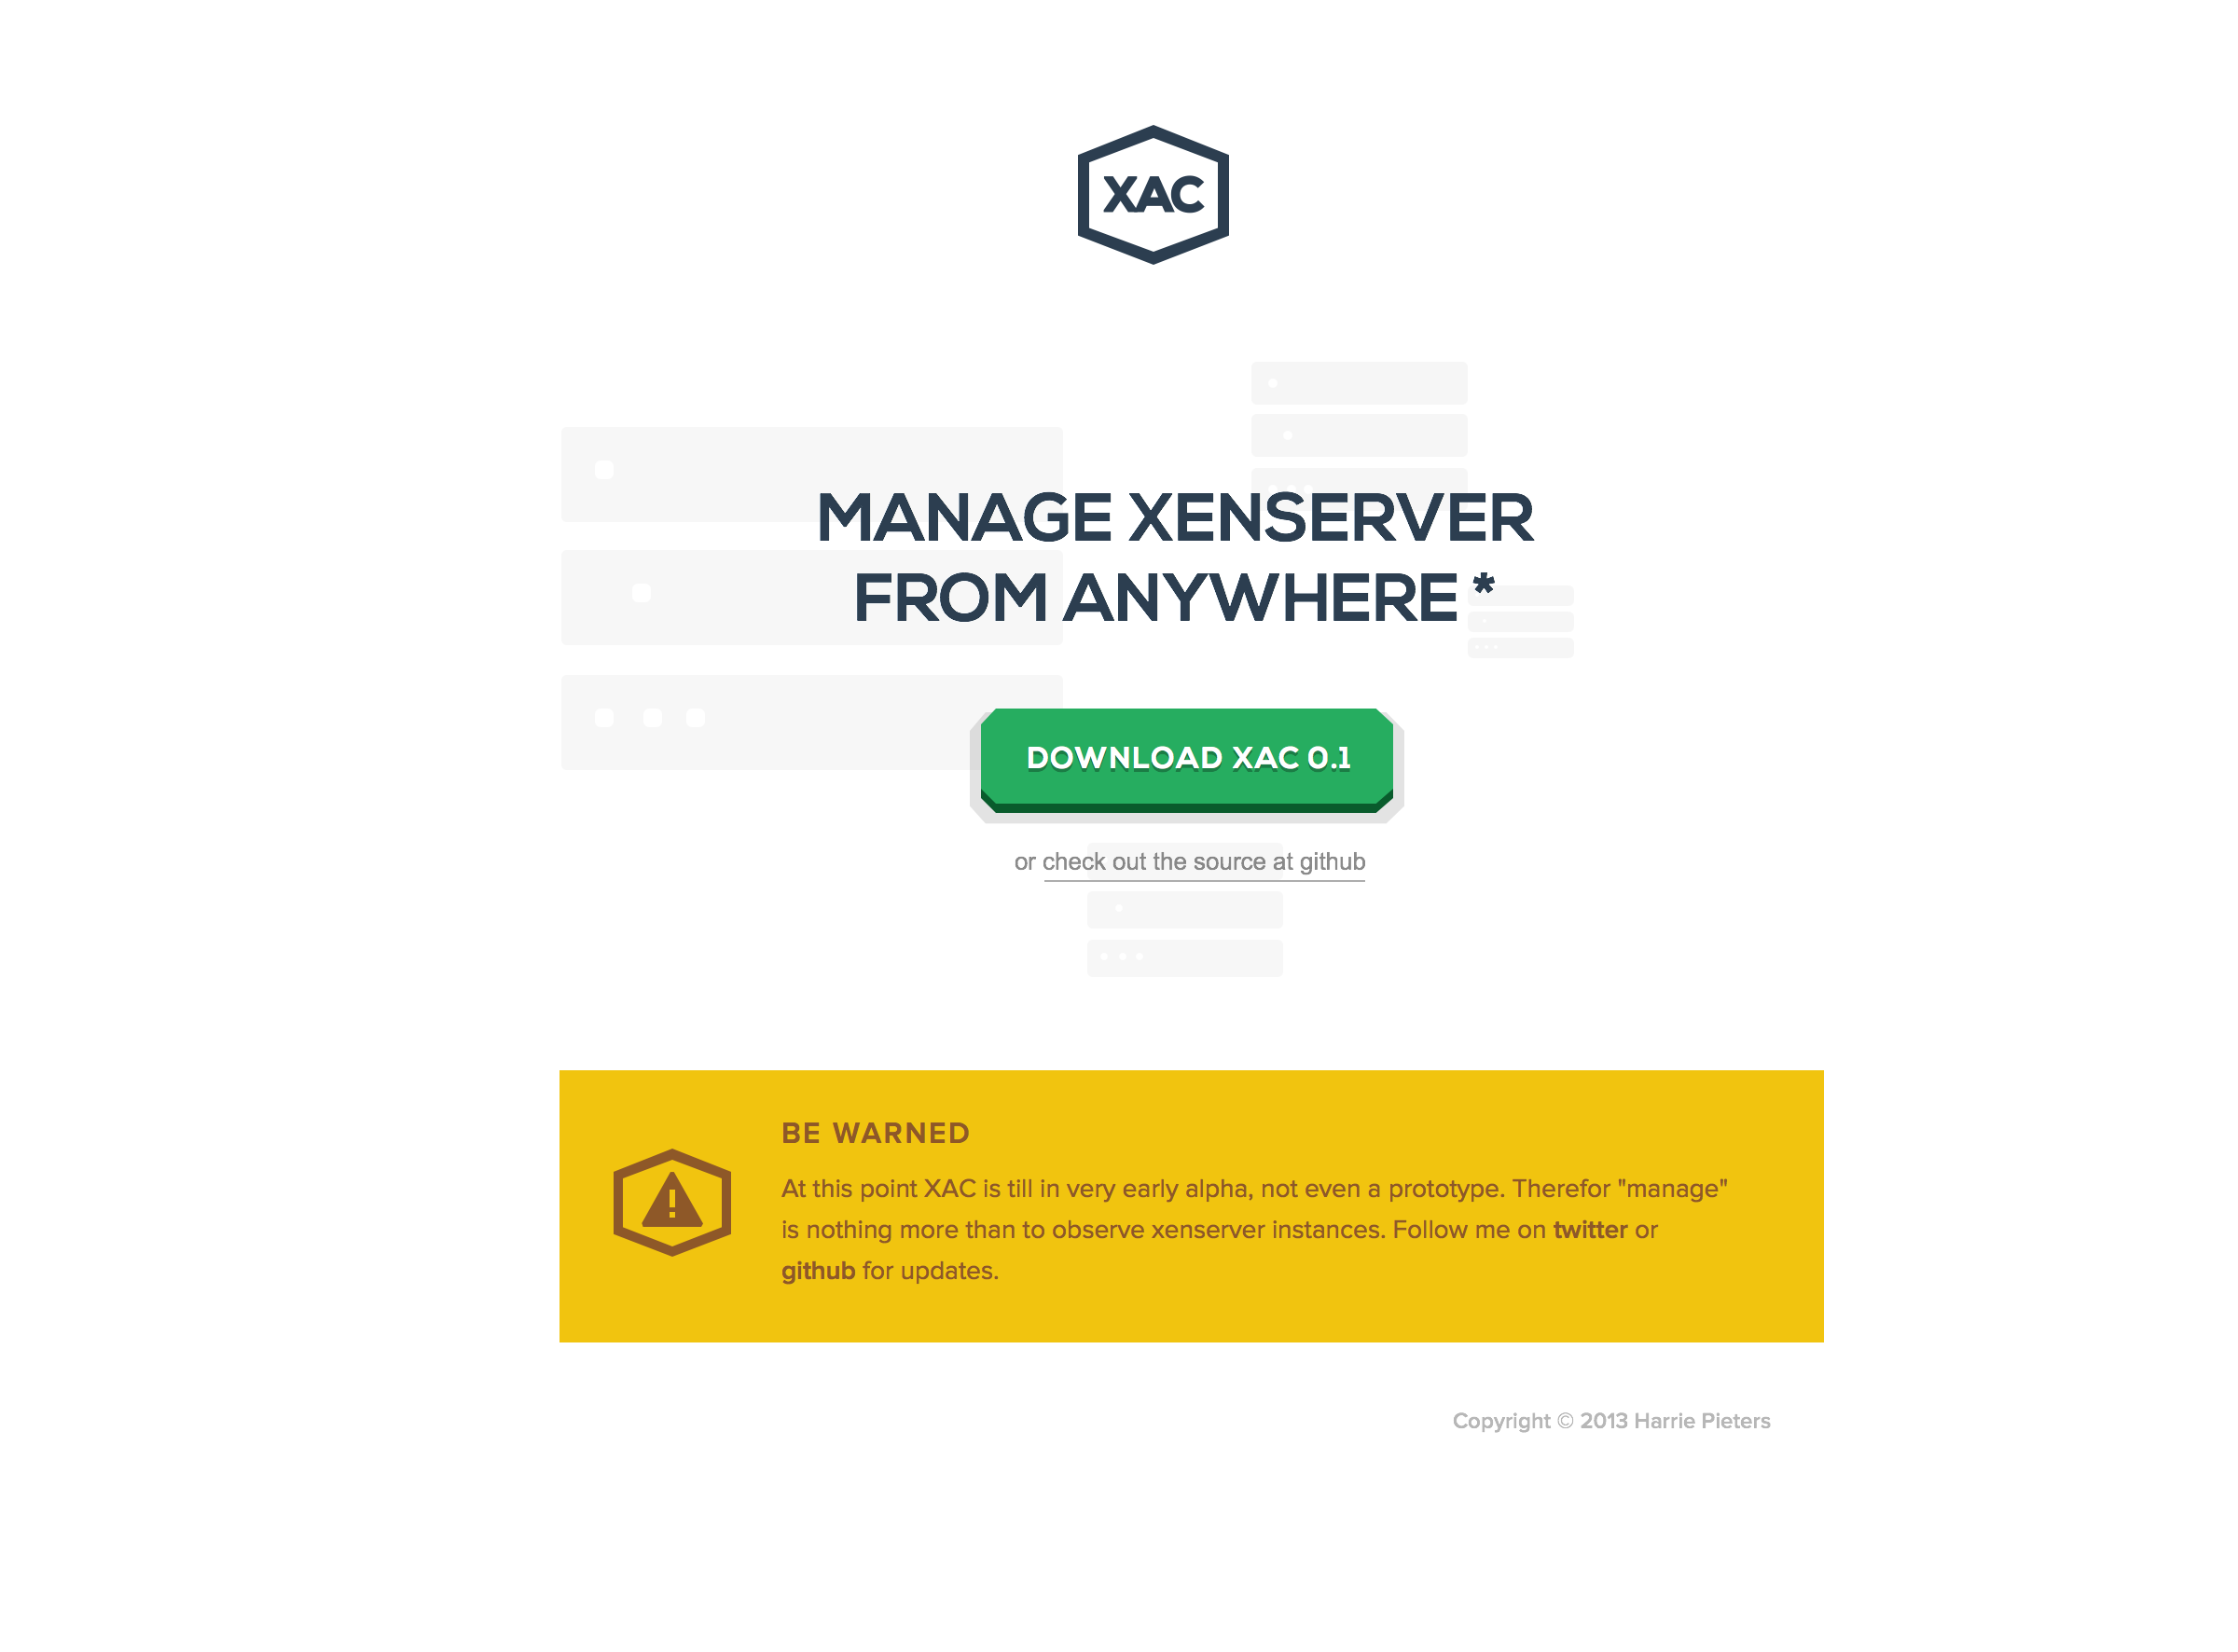 XAC
MANAGE XENSERVER
FROM ANYWHERE *
DOWNLOAD XAC 0.1
or check out the source at github
BE WARNED
At this point XAC is till in very early alpha, not even a prototype. Therefor "manage"
is nothing more than to observe xenserver instances. Follow me on twitter or
github for updates.
Copyright © 2013 Harrie Pieters